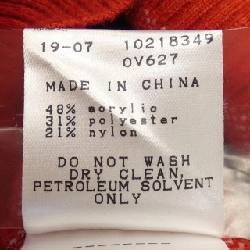 19-07 10218349
0V627
MADE IN CHINA
48% acrylic
31% polyester
21% nylon
DO NOT WASH
DRY CLEAN,
PETROLEUM SOLVENT
ONLY